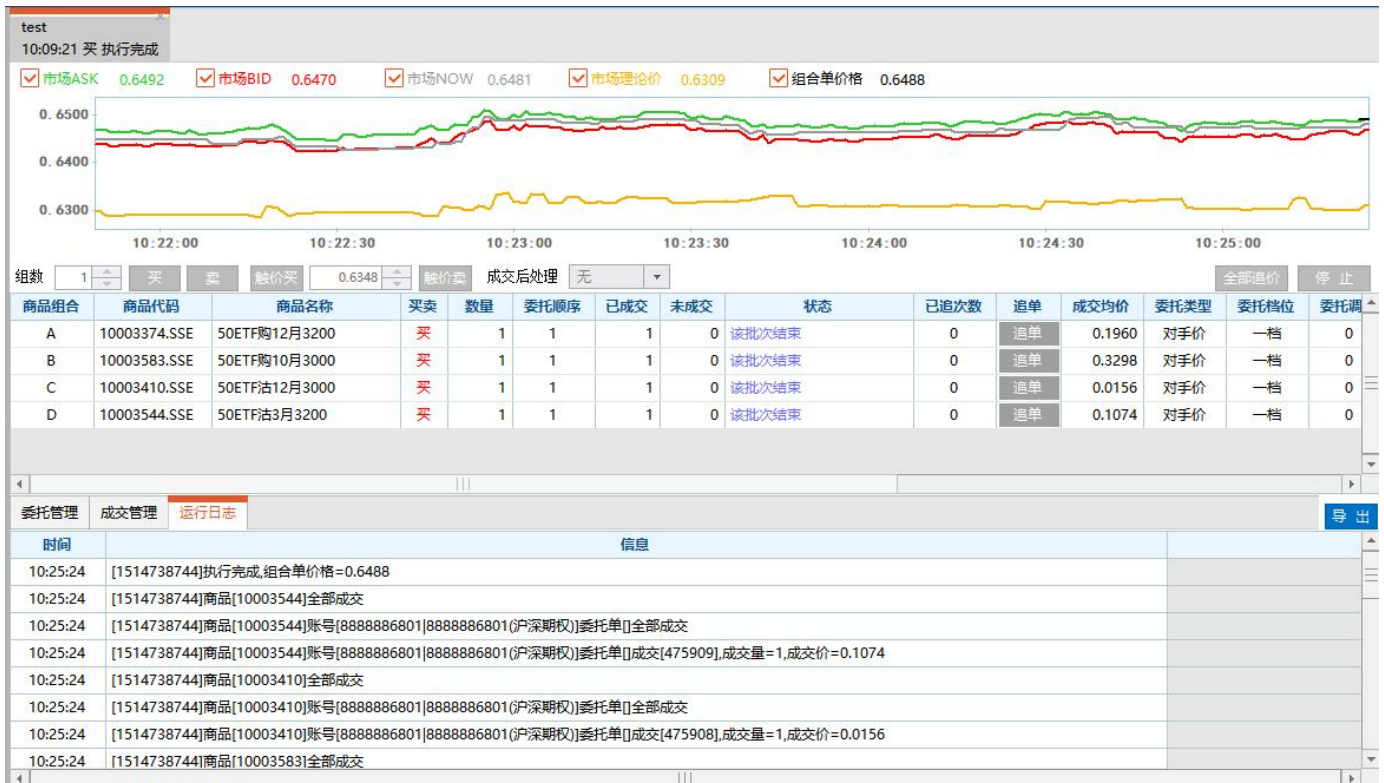 test
10:09:21 买 执行完成
市场ASK 0.6492 市场BID 0.6470 市场NOW 0.6481 市场理论价 0.6309 组合单价格 0.6488
0.6500
0.6400
0.6300
10:22:00 10:22:30 10:23:00 10:23:30 10:24:00 10:24:30 10:25:00
组数 1 买 卖 触价买 0.6348 触价卖 成交后处理 无 全部追价 停止
商品组合 商品代码 商品名称 买卖 数量 委托顺序 已成交 未成交 状态 已追次数 追单 成交均价 委托类型 委托档位 委托调
A 10003374.SSE 50ETF购12月3200 买 1 1 1 0 该批次结束 0 追单 0.1960 对手价 一档 0
B 10003583.SSE 50ETF购10月3000 买 1 1 1 0 该批次结束 0 追单 0.3298 对手价 一档 0
C 10003410.SSE 50ETF沽12月3000 买 1 1 1 0 该批次结束 0 追单 0.0156 对手价 一档 0
D 10003544.SSE 50ETF沽3月3200 买 1 1 1 0 该批次结束 0 追单 0.1074 对手价 一档 0
委托管理 成交管理 运行日志 导出
时间 信息
10:25:24 [1514738744]执行完成,组合单价格=0.6488
10:25:24 [1514738744]商品[10003544]全部成交
10:25:24 [1514738744]商品[10003544]账号[8888886801|8888886801(沪深期权)]委托单[]全部成交
10:25:24 [1514738744]商品[10003544]账号[8888886801|8888886801(沪深期权)]委托单[]成交[475909],成交量=1,成交价=0.1074
10:25:24 [1514738744]商品[10003410]全部成交
10:25:24 [1514738744]商品[10003410]账号[8888886801|8888886801(沪深期权)]委托单[]全部成交
10:25:24 [1514738744]商品[10003410]账号[8888886801|8888886801(沪深期权)]委托单[]成交[475908],成交量=1,成交价=0.0156
10:25:24 [1514738744]商品[10003583]全部成交